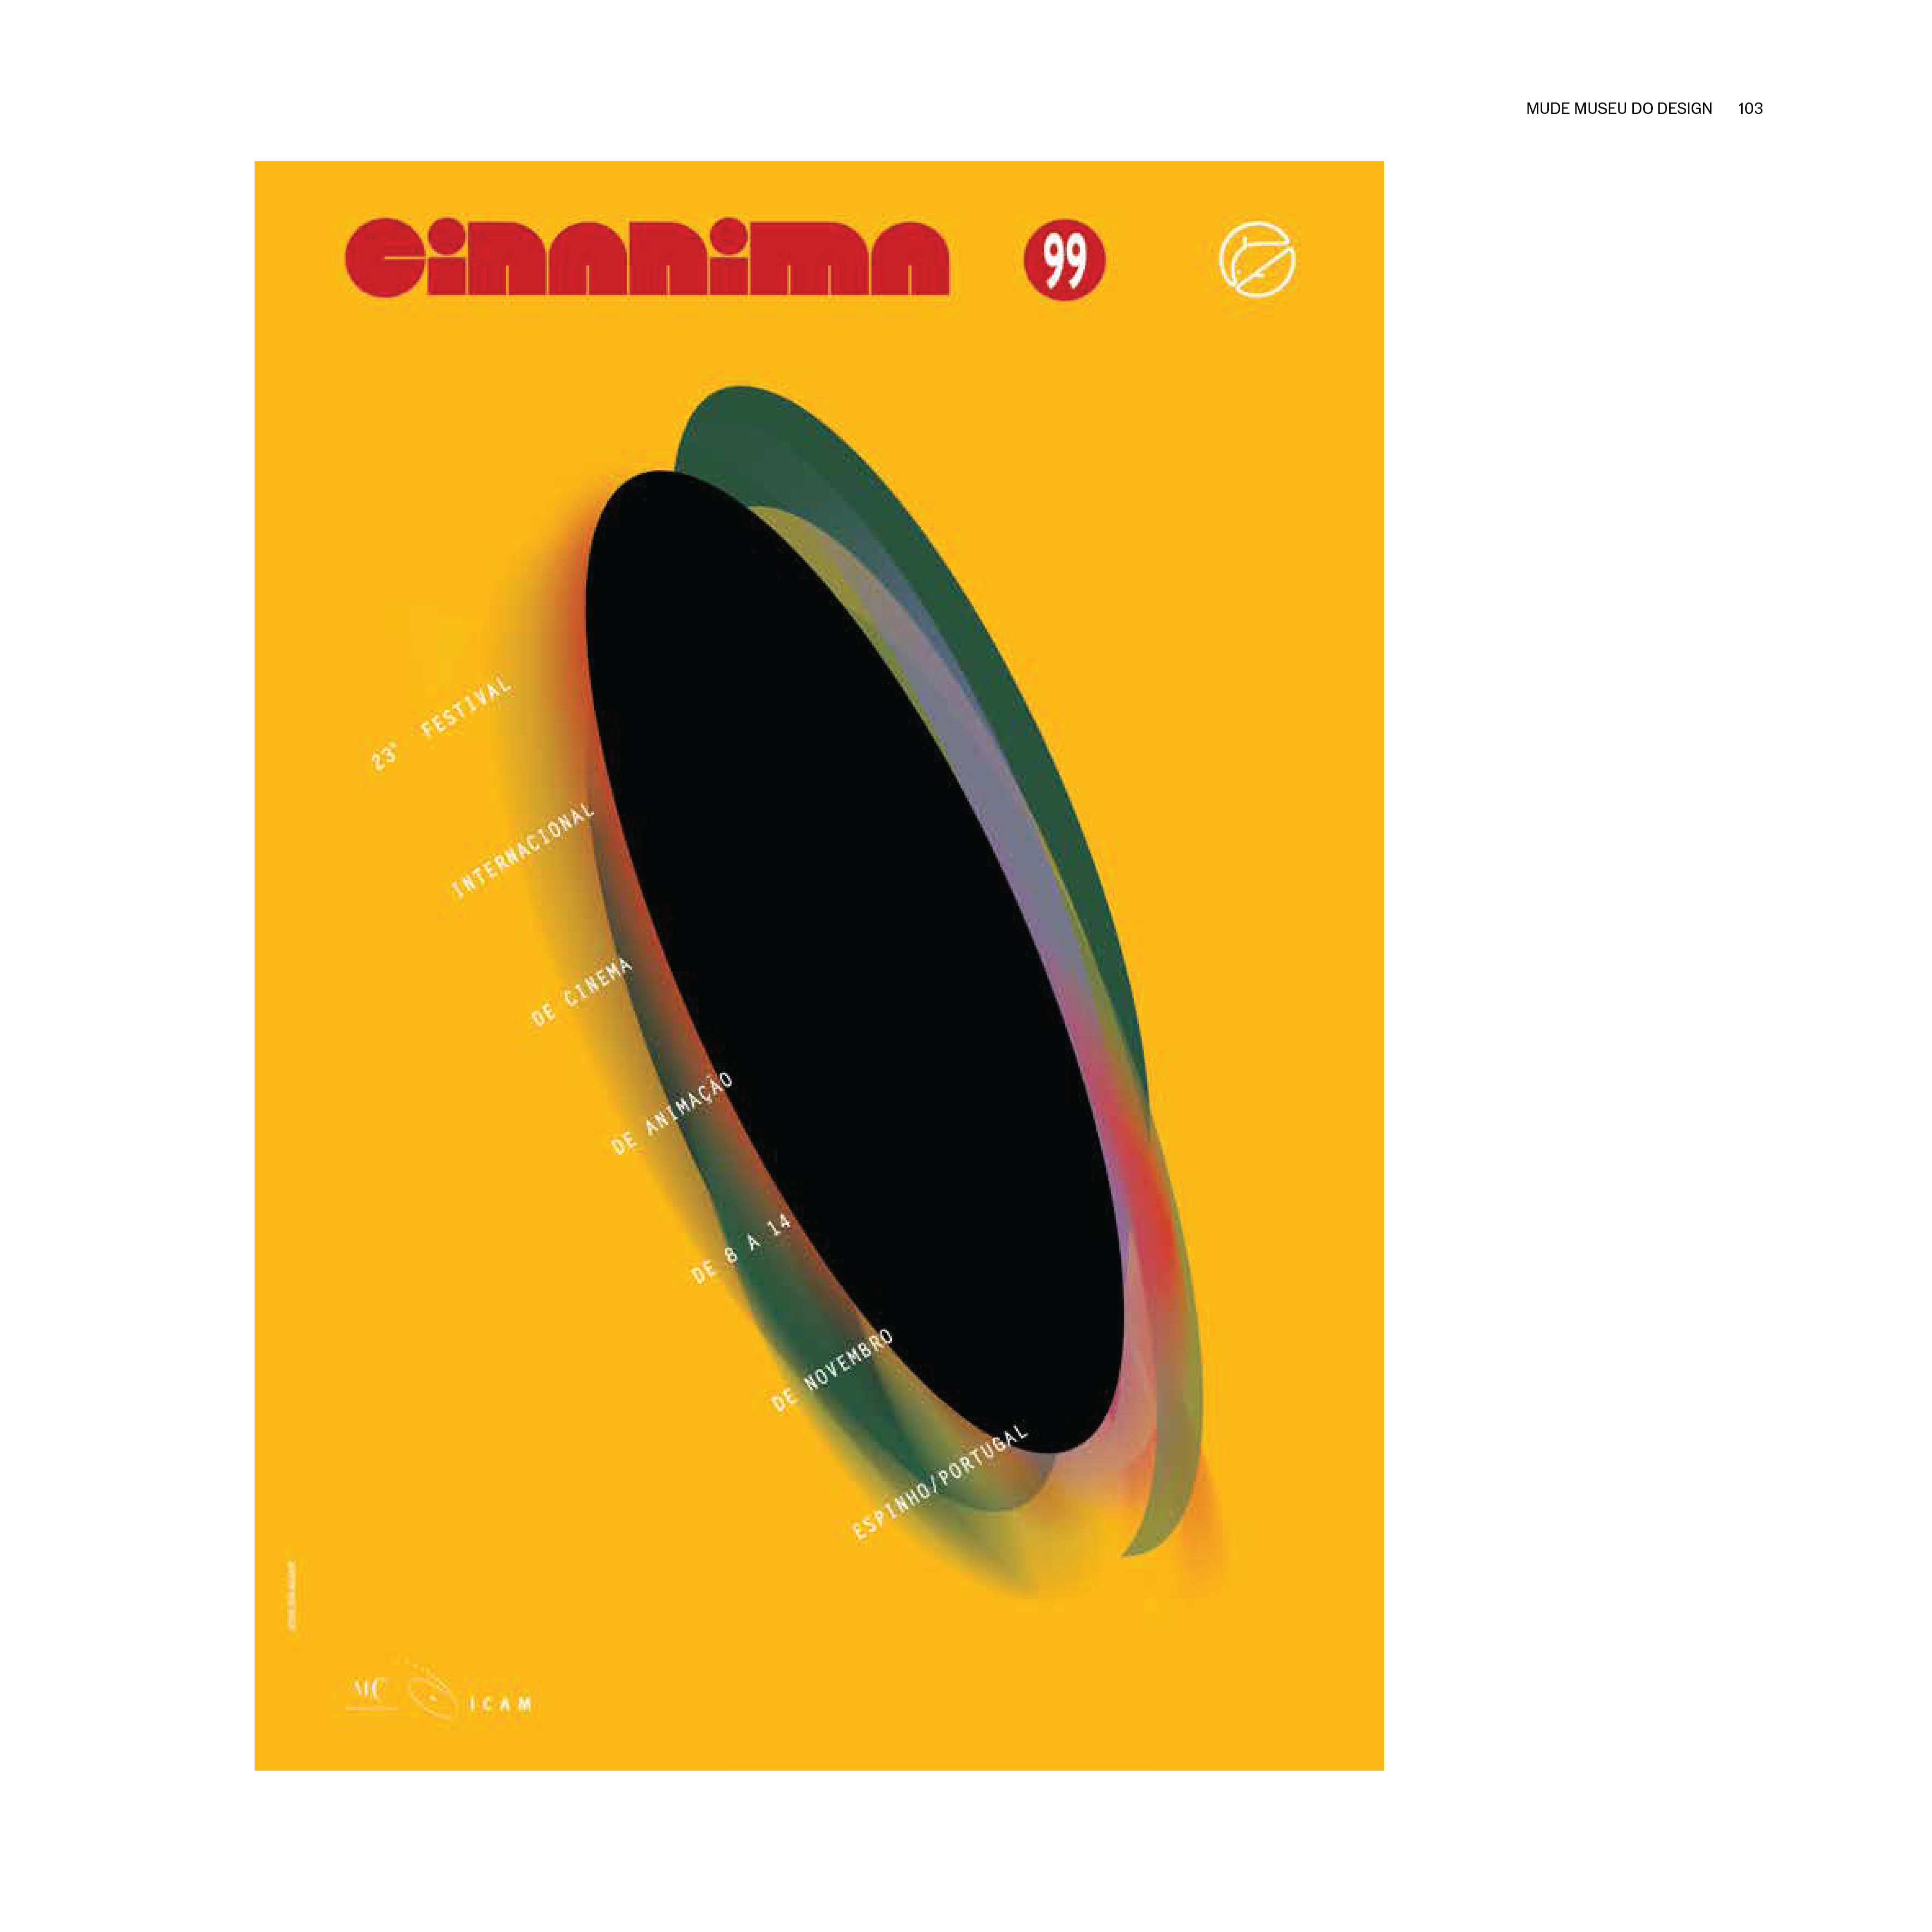 MUDE MUSEU DO DESIGN 103
cinanima 99
23º FESTIVAL
INTERNACIONAL
DE CINEMA
DE ANIMAÇÃO
DE 8 A 14
DE NOVEMBRO
ESPINHO/PORTUGAL
MC ICAM